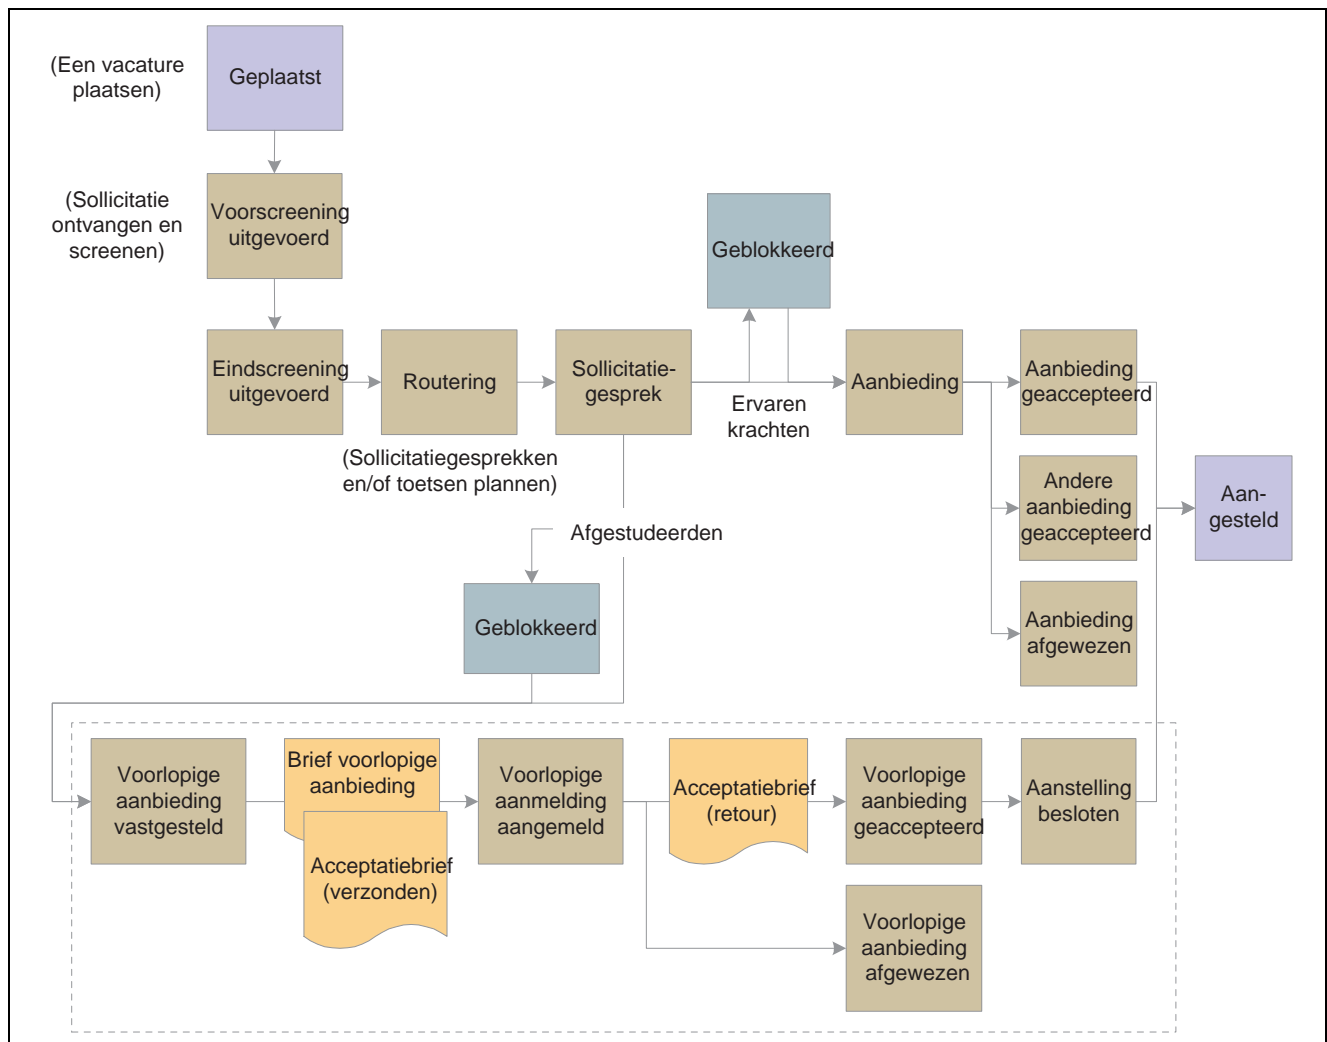 (Een vacature
plaatsen)
Geplaatst
(Sollicitatie
ontvangen en
screenen)
Voorscreening
uitgevoerd
Geblokkeerd
Eindscreening
uitgevoerd
Routering
Sollicitatie-
gesprek
Ervaren
krachten
Aanbieding
Aanbieding
geaccepteerd
(Sollicitatiegesprekken
en/of toetsen plannen)
Andere
aanbieding
geaccepteerd
Aan-
gesteld
Afgestudeerden
Geblokkeerd
Aanbieding
afgewezen
Voorlopige
aanbieding
vastgesteld
Brief voorlopige
aanbieding
Acceptatiebrief
(verzonden)
Voorlopige
aanmelding
aangemeld
Acceptatiebrief
(retour)
Voorlopige
aanbieding
geaccepteerd
Aanstelling
besloten
Voorlopige
aanbieding
afgewezen